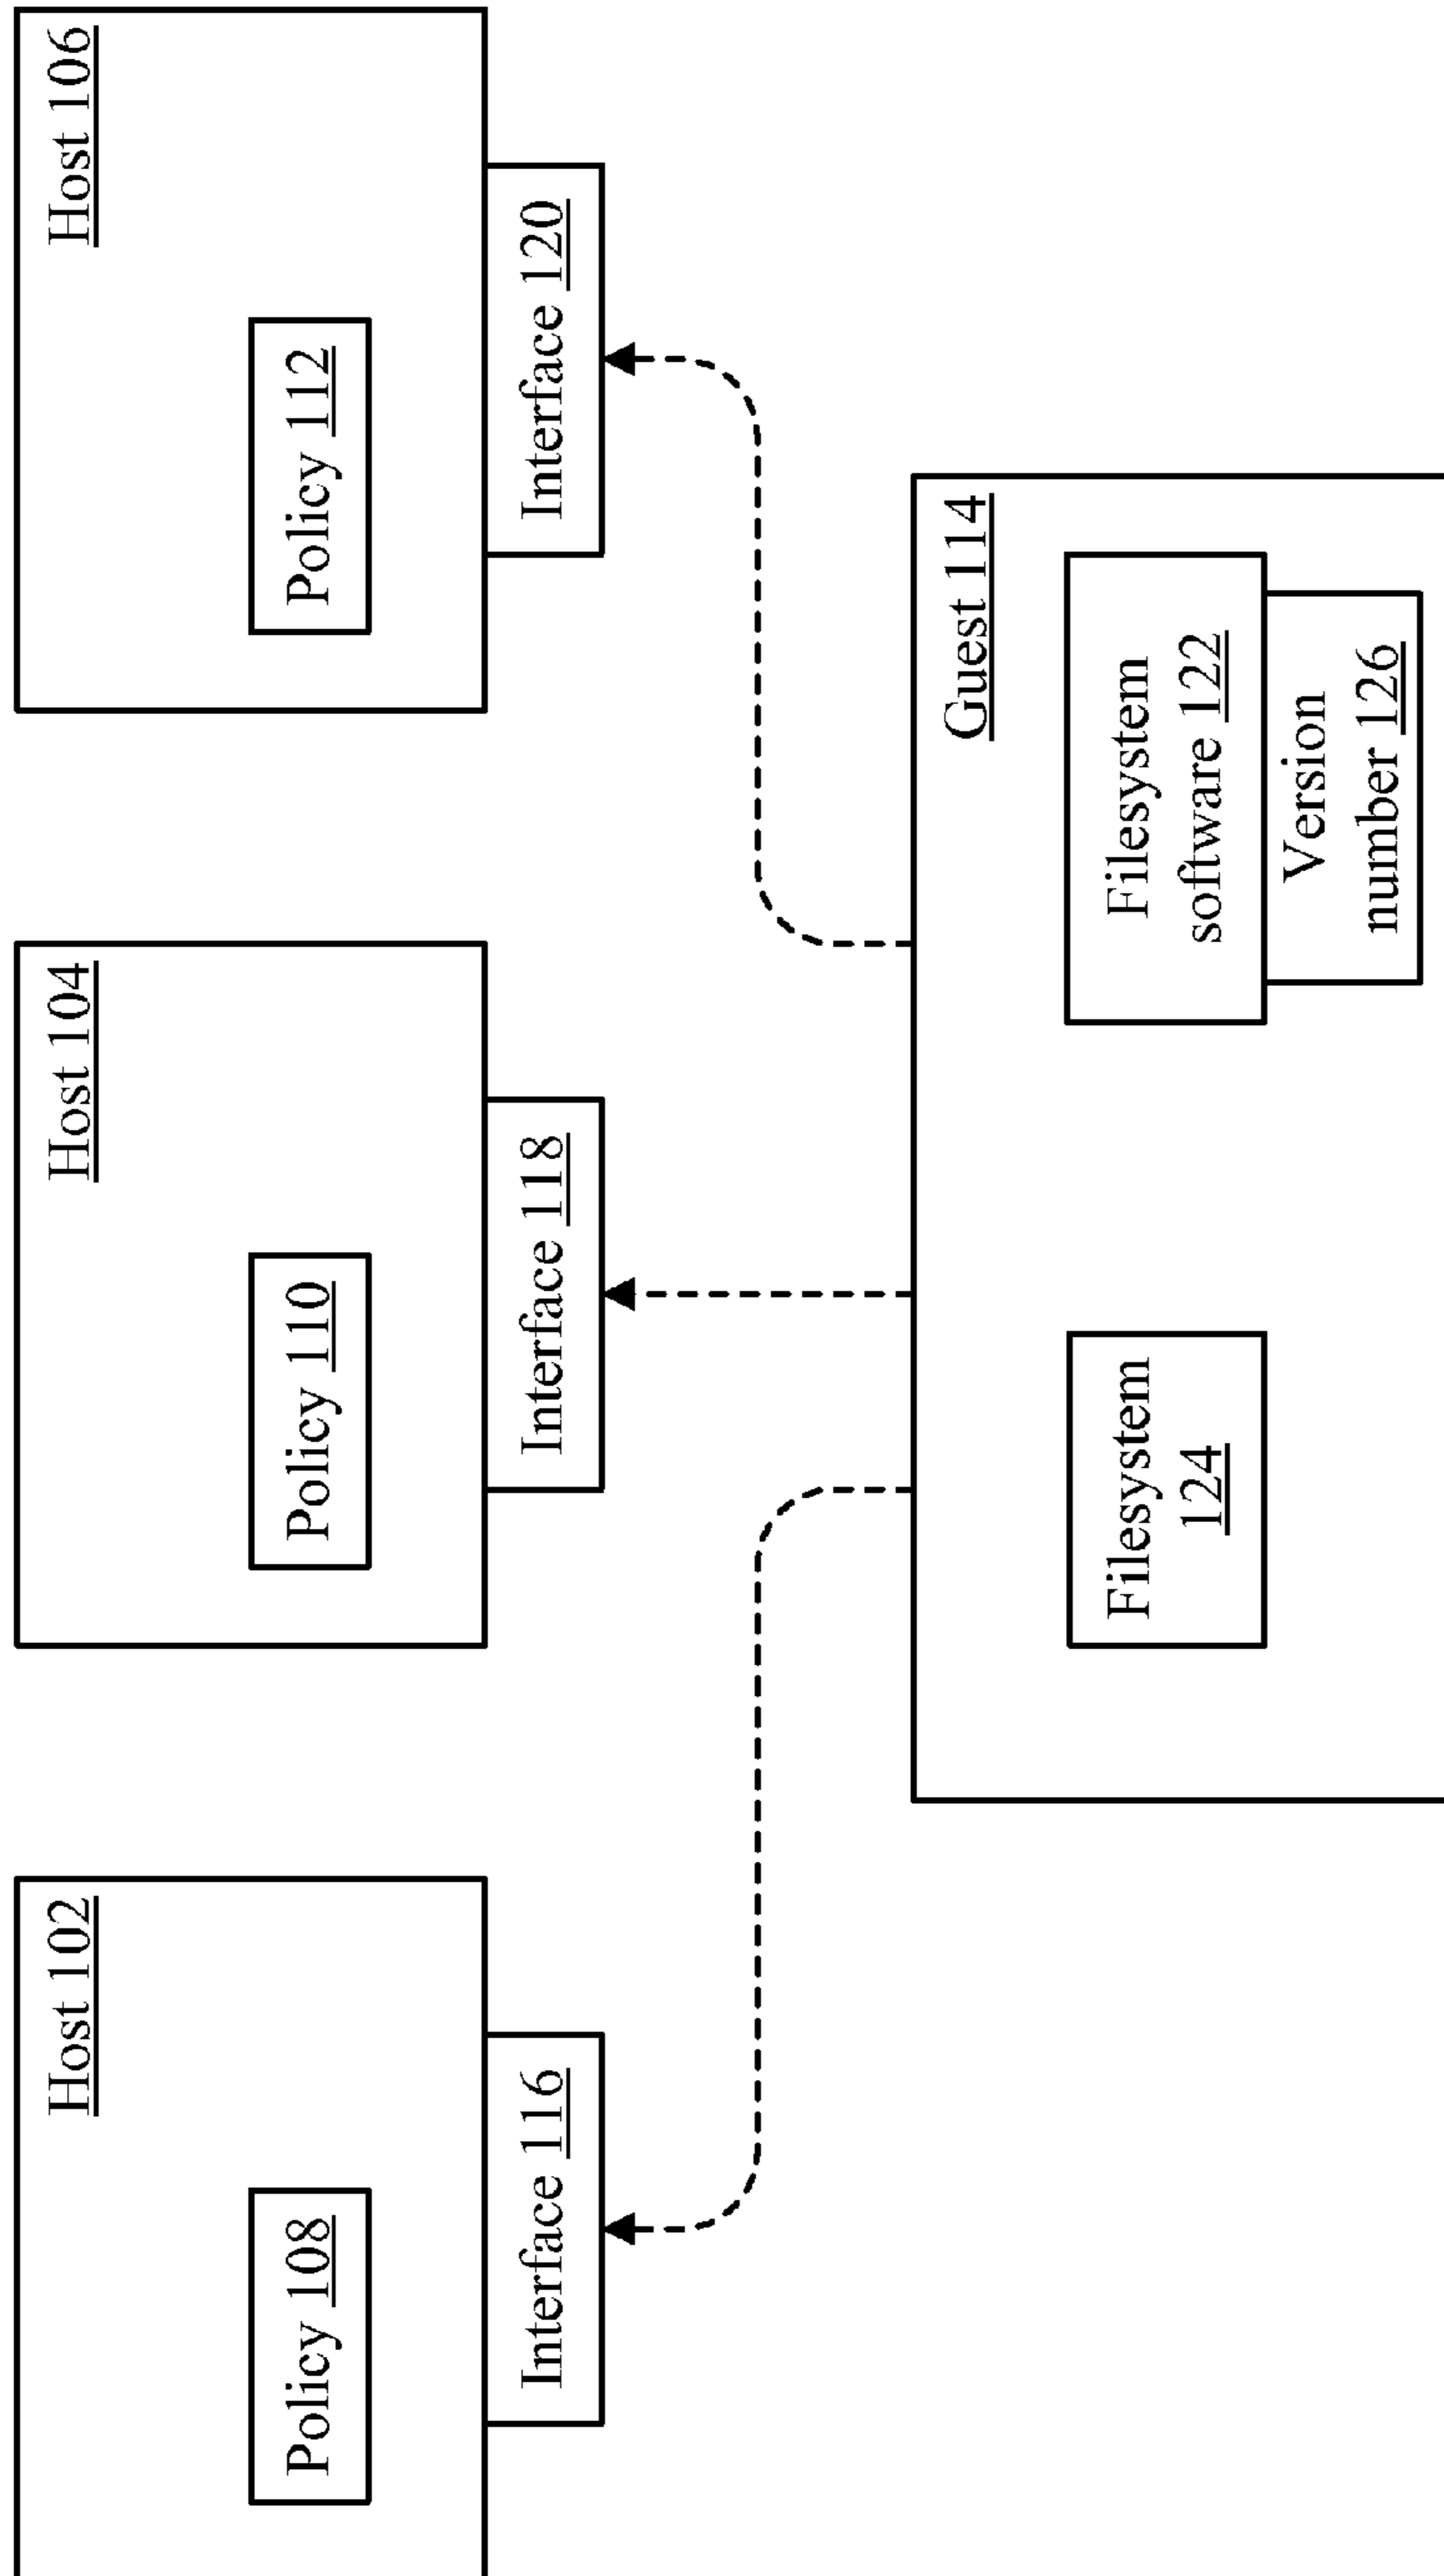 Host 102
Policy 108
Interface 116
Host 104
Policy 110
Interface 118
Host 106
Policy 112
Interface 120
Guest 114
Filesystem
124
Filesystem
software 122
Version
number 126